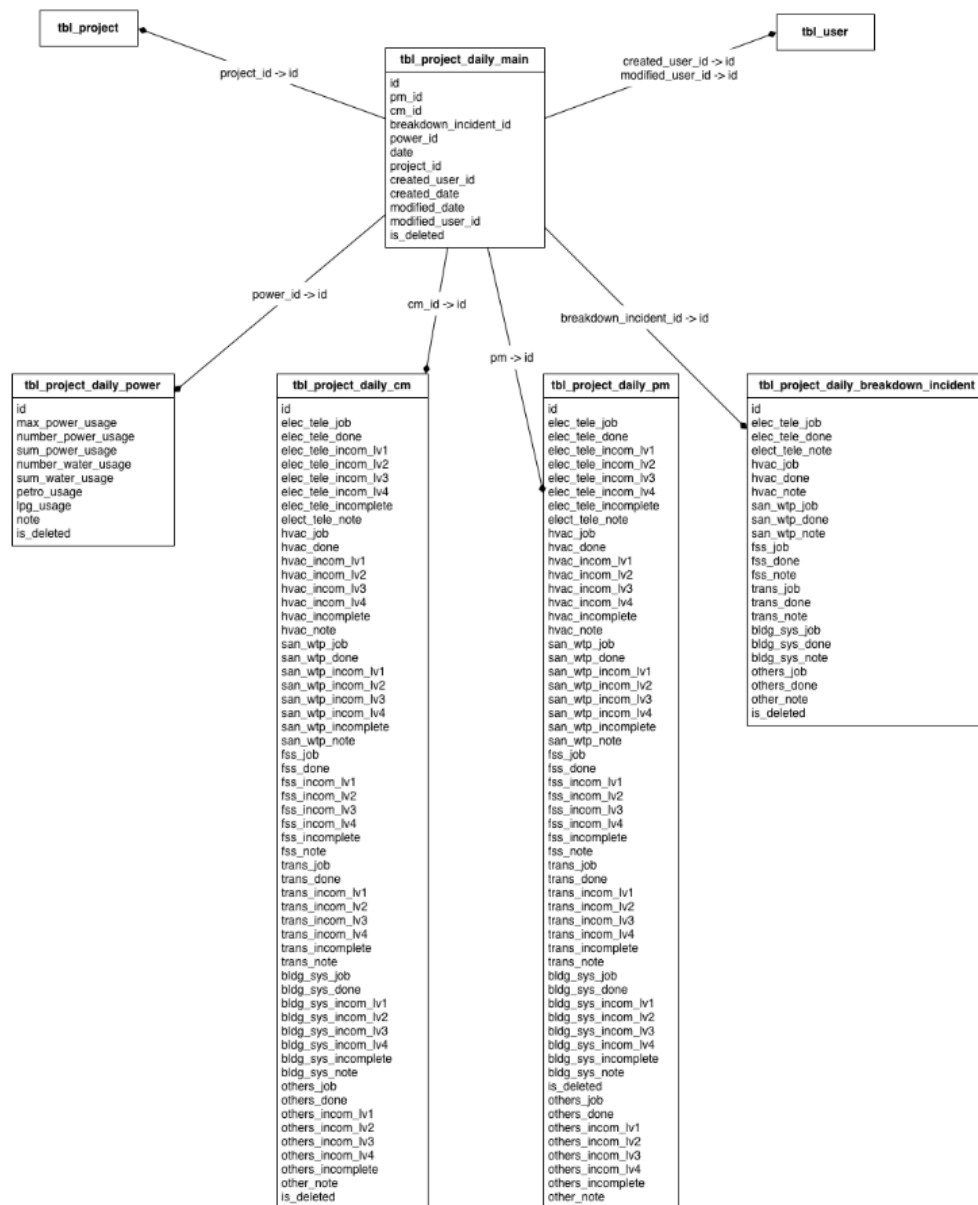 tbl_project
tbl_user
project_id -> id
created_user_id -> id
modified_user_id -> id
tbl_project_daily_main
id
pm_id
cm_id
breakdown_incident_id
power_id
date
project_id
created_user_id
created_date
modified_date
modified_user_id
is_deleted
power_id -> id
cm_id -> id
pm -> id
breakdown_incident_id -> id
tbl_project_daily_power
id
max_power_usage
number_power_usage
sum_power_usage
number_water_usage
sum_water_usage
petro_usage
lpg_usage
note
is_deleted
tbl_project_daily_cm
id
elec_tele_job
elec_tele_done
elec_tele_incom_lv1
elec_tele_incom_lv2
elec_tele_incom_lv3
elec_tele_incom_lv4
elec_tele_incomplete
elect_tele_note
hvac_job
hvac_done
hvac_incom_lv1
hvac_incom_lv2
hvac_incom_lv3
hvac_incom_lv4
hvac_incomplete
hvac_note
san_wtp_job
san_wtp_done
san_wtp_incom_lv1
san_wtp_incom_lv2
san_wtp_incom_lv3
san_wtp_incom_lv4
san_wtp_incomplete
san_wtp_note
fss_job
fss_done
fss_incom_lv1
fss_incom_lv2
fss_incom_lv3
fss_incom_lv4
fss_incomplete
fss_note
trans_job
trans_done
trans_incom_lv1
trans_incom_lv2
trans_incom_lv3
trans_incom_lv4
trans_incomplete
trans_note
bldg_sys_job
bldg_sys_done
bldg_sys_incom_lv1
bldg_sys_incom_lv2
bldg_sys_incom_lv3
bldg_sys_incom_lv4
bldg_sys_incomplete
bldg_sys_note
others_job
others_done
others_incom_lv1
others_incom_lv2
others_incom_lv3
others_incom_lv4
others_incomplete
other_note
is_deleted
tbl_project_daily_pm
id
elec_tele_job
elec_tele_done
elec_tele_incom_lv1
elec_tele_incom_lv2
elec_tele_incom_lv3
elec_tele_incom_lv4
elec_tele_incomplete
elect_tele_note
hvac_job
hvac_done
hvac_incom_lv1
hvac_incom_lv2
hvac_incom_lv3
hvac_incom_lv4
hvac_incomplete
hvac_note
san_wtp_job
san_wtp_done
san_wtp_incom_lv1
san_wtp_incom_lv2
san_wtp_incom_lv3
san_wtp_incom_lv4
san_wtp_incomplete
san_wtp_note
fss_job
fss_done
fss_incom_lv1
fss_incom_lv2
fss_incom_lv3
fss_incom_lv4
fss_incomplete
fss_note
trans_job
trans_done
trans_incom_lv1
trans_incom_lv2
trans_incom_lv3
trans_incom_lv4
trans_incomplete
trans_note
bldg_sys_job
bldg_sys_done
bldg_sys_incom_lv1
bldg_sys_incom_lv2
bldg_sys_incom_lv3
bldg_sys_incom_lv4
bldg_sys_incomplete
bldg_sys_note
is_deleted
others_job
others_done
others_incom_lv1
others_incom_lv2
others_incom_lv3
others_incom_lv4
others_incomplete
other_note
tbl_project_daily_breakdown_incident
id
elec_tele_job
elec_tele_done
elect_tele_note
hvac_job
hvac_done
hvac_note
san_wtp_job
san_wtp_done
san_wtp_note
fss_job
fss_done
fss_note
trans_job
trans_done
trans_note
bldg_sys_job
bldg_sys_done
bldg_sys_note
others_job
others_done
other_note
is_deleted